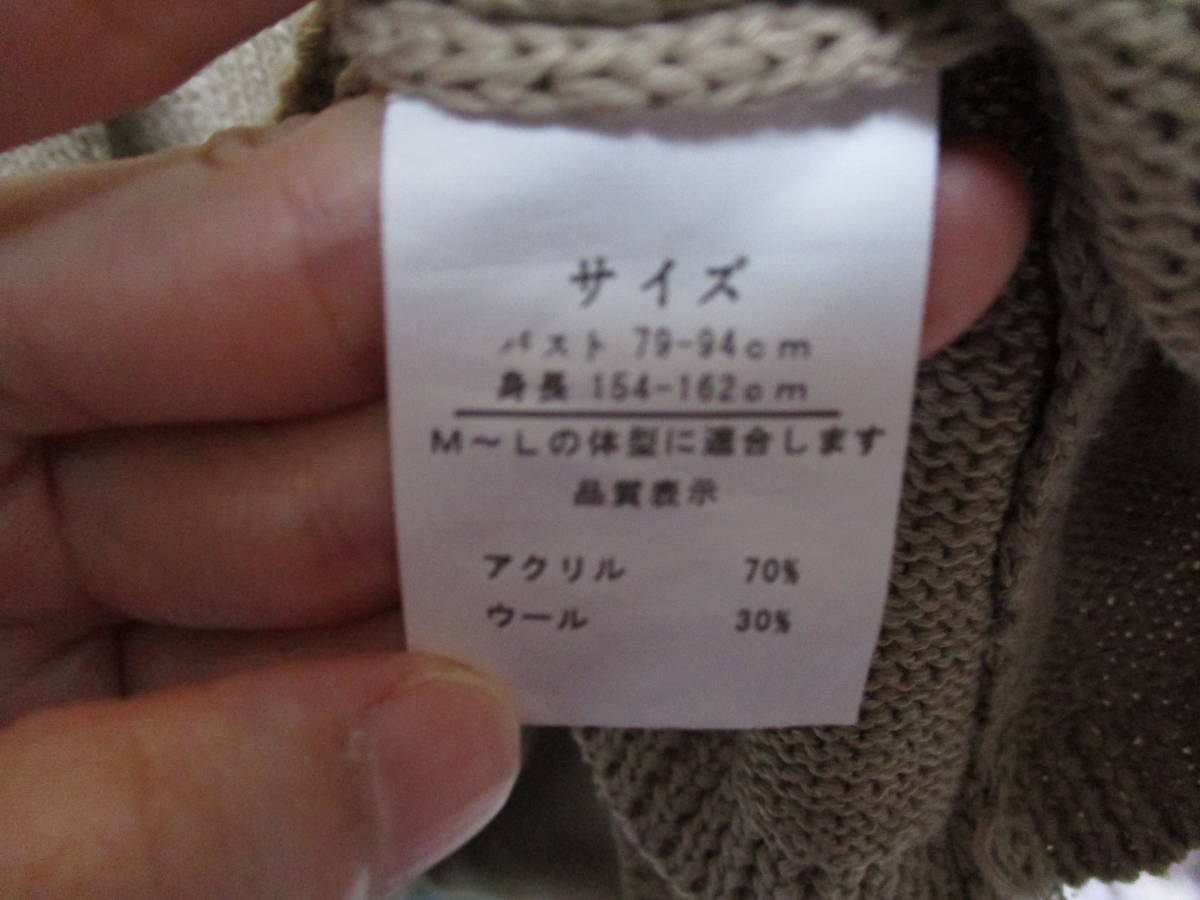 サイズ
バスト 79-94cm
身長 154-162cm
M～Lの体型に適合します
品質表示
アクリル 70%
ウール 30%